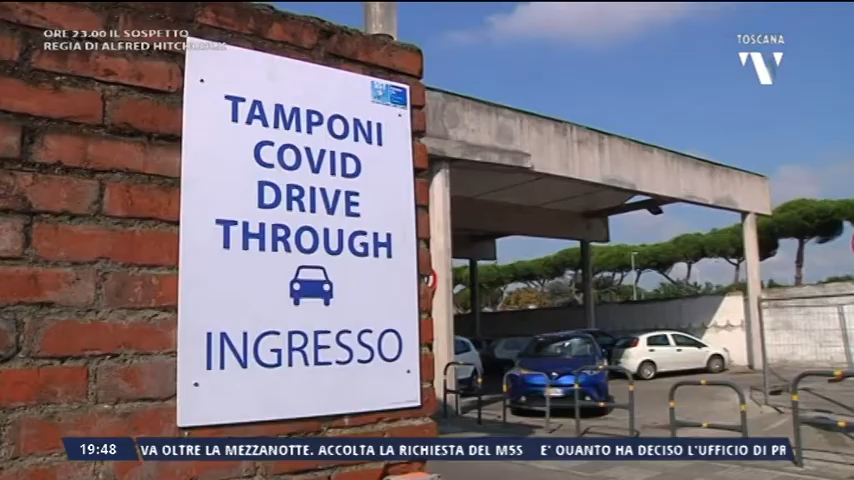 ORE 23.00 IL SOSPETTO
REGIA DI ALFRED HITCHCOCK
TOSCANA
TV
TAMPONI
COVID
DRIVE
THROUGH
INGRESSO
19:48 VA OLTRE LA MEZZANOTTE. ACCOLTA LA RICHIESTA DEL M5S E' QUANTO HA DECISO L'UFFICIO DI PR